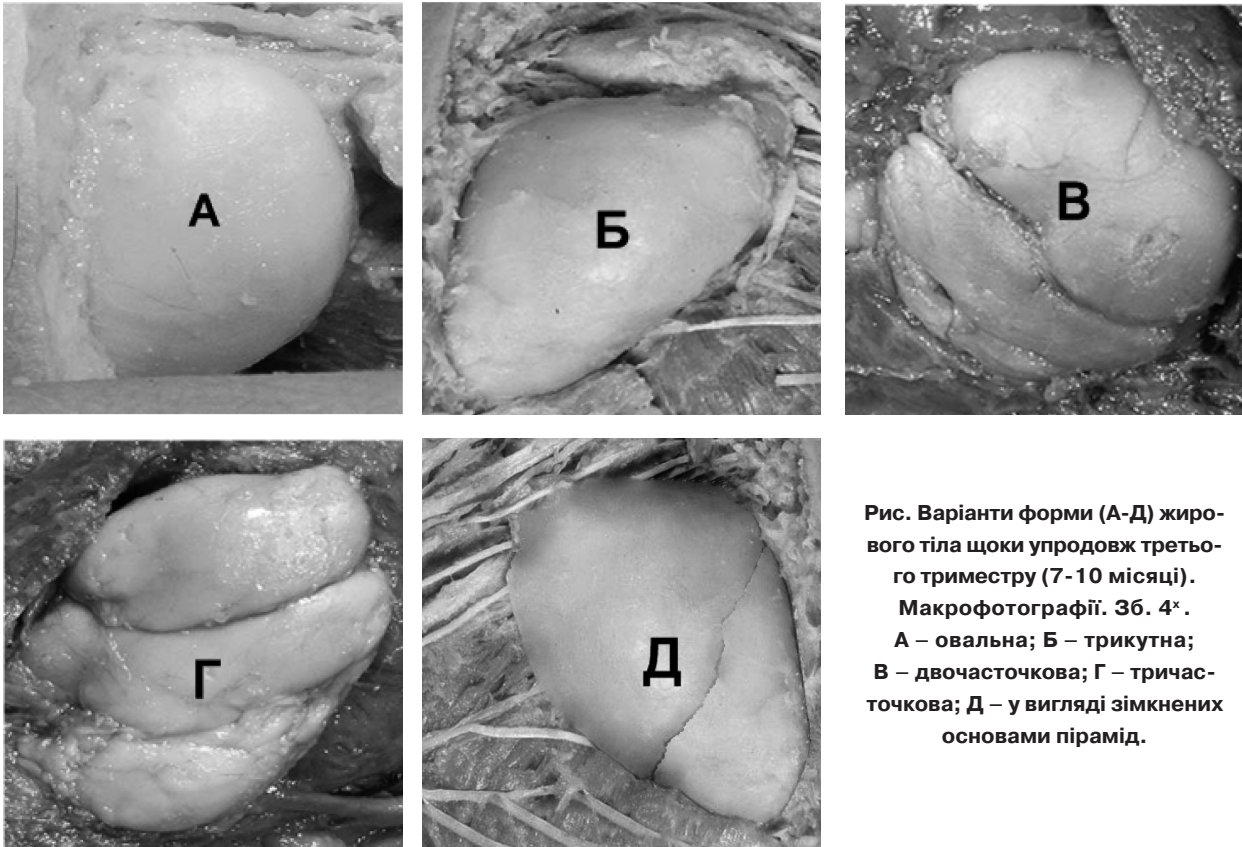 А
Б
В
Г
Д
Рис. Варіанти форми (А-Д) жиро-
вого тіла щоки упродовж третьо-
го триместру (7-10 місяці).
Макрофотографії. Зб. 4ˣ.
А – овальна; Б – трикутна;
В – двочасточкова; Г – тричас-
точкова; Д – у вигляді зімкнених
основами пірамід.